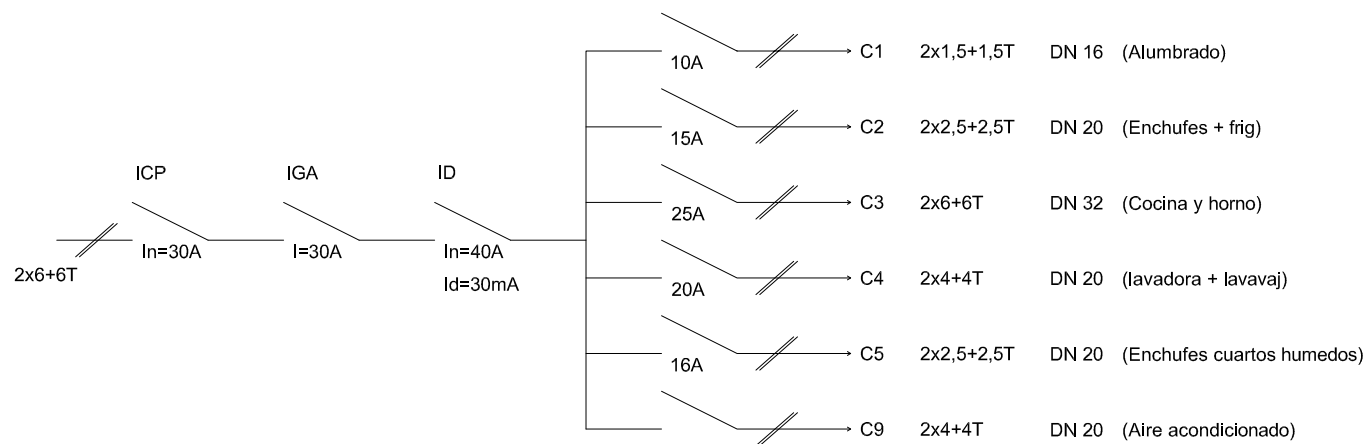 C1 2x1,5+1,5T DN 16 (Alumbrado)
10A
C2 2x2,5+2,5T DN 20 (Enchufes + frig)
15A
ICP IGA ID
C3 2x6+6T DN 32 (Cocina y horno)
25A
In=30A I=30A In=40A
2x6+6T
Id=30mA
C4 2x4+4T DN 20 (lavadora + lavavaj)
20A
C5 2x2,5+2,5T DN 20 (Enchufes cuartos humedos)
16A
C9 2x4+4T DN 20 (Aire acondicionado)